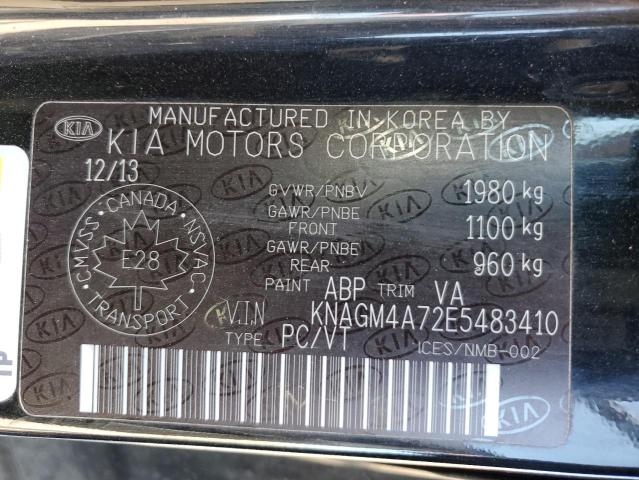 KIA MANUFACTURED IN KOREA BY
KIA MOTORS CORPORATION
12/13
GVWR/PNBV 1980 kg
GAWR/PNBE FRONT 1100 kg
GAWR/PNBE REAR 960 kg
CANADA
CMVSS NSVAC
E28
TRANSPORT
PAINT ABP TRIM VA
V.I.N KNAGM4A72E5483410
TYPE PC/VT ICES/NMB-002